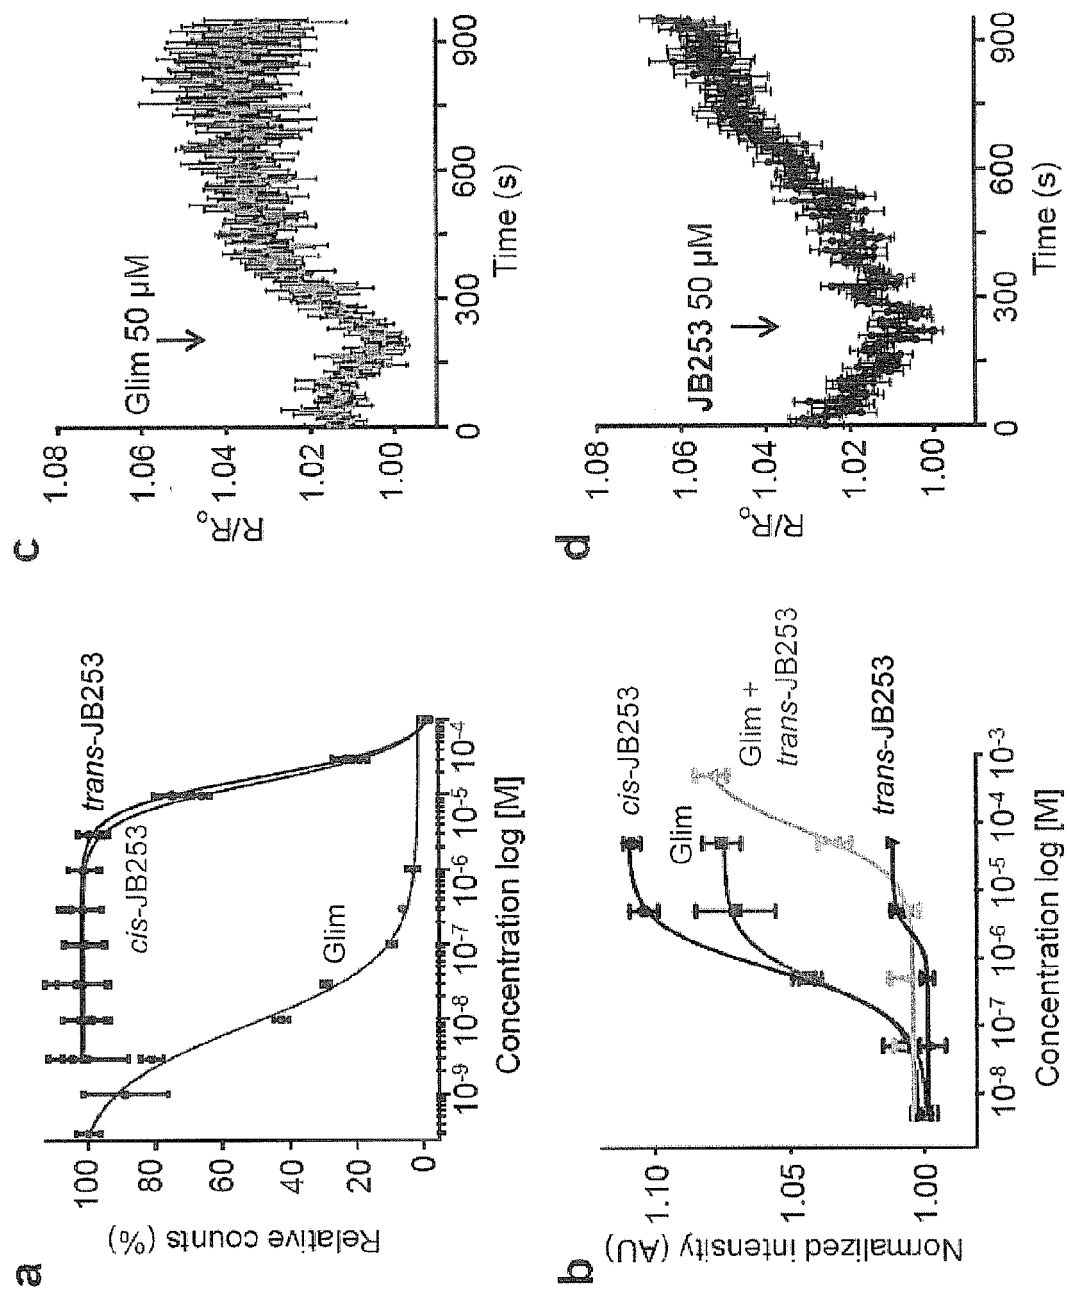 a
Relative counts (%)
100
80
60
40
20
0
trans-JB253
cis-JB253
Glim
10-9
10-8
10-7
10-6
10-5
10-4
Concentration log [M]
b
Normalized intensity (AU)
1.10
1.05
1.00
cis-JB253
Glim
Glim +
trans-JB253
trans-JB253
10-8
10-7
10-6
10-5
10-4
10-3
Concentration log [M]
c
R/Ro
1.08
1.06
1.04
1.02
1.00
Glim 50 µM
0
300
600
900
Time (s)
d
R/Ro
1.08
1.06
1.04
1.02
1.00
JB253 50 µM
0
300
600
900
Time (s)